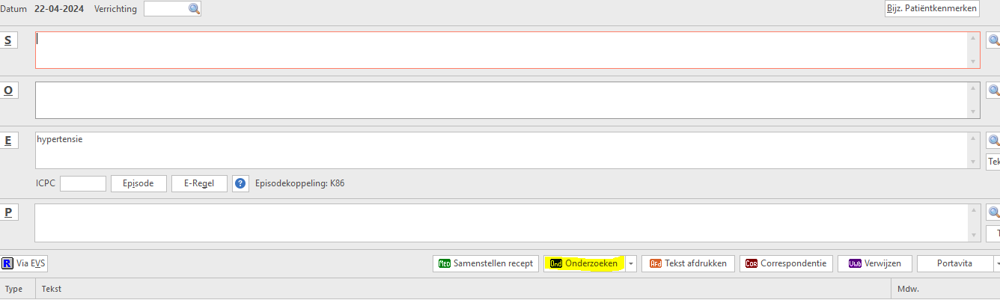 Datum 22-04-2024 Verrichting Bijz. Patiëntkenmerken
S
O
E hypertensie
ICPC Episode E-Regel ? Episodekoppeling: K86
P
R Via EVS MED Samenstellen recept Ond Onderzoeken Afd Tekst afdrukken COR Correspondentie Vwb Verwijzen Portavita
Type Tekst Mdw.